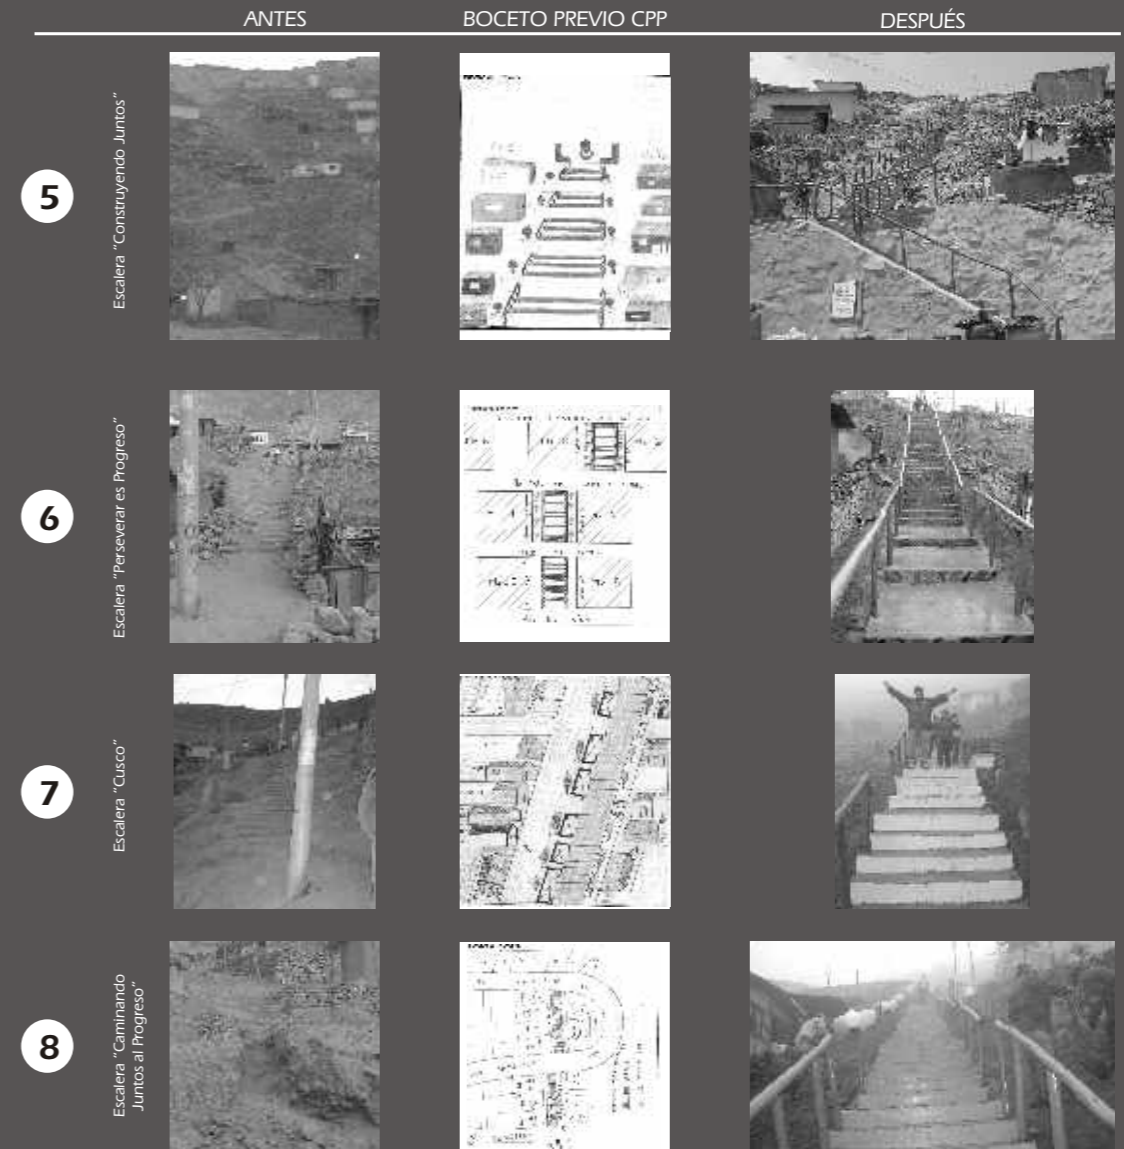 ANTES
BOCETO PREVIO CPP
DESPUÉS
5
Escalera "Construyendo Juntos"
6
Escalera "Perseverar es Progreso"
7
Escalera "Cusco"
8
Escalera "Caminando
Juntos al Progreso"